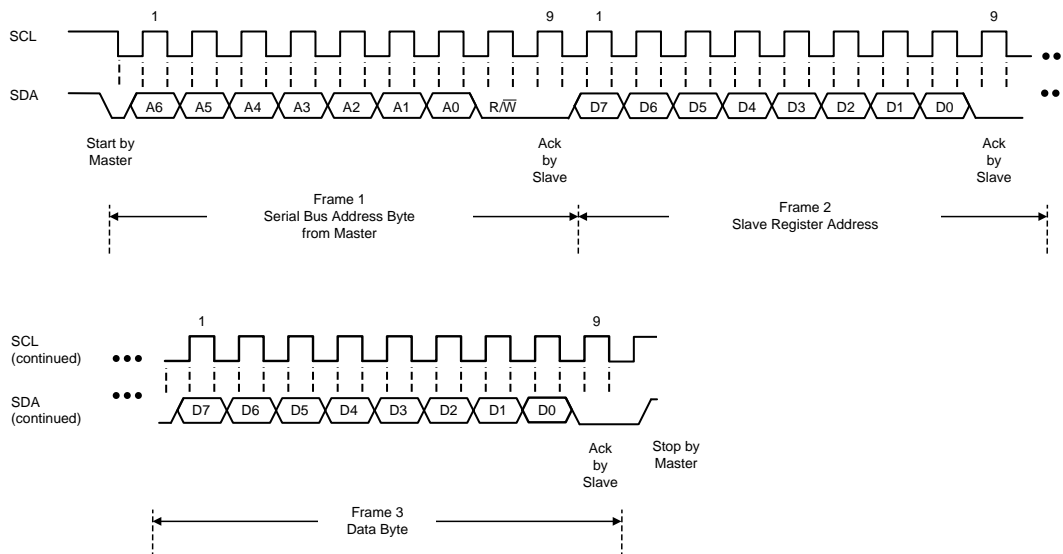 1 9 1 9
SCL
SDA A6 A5 A4 A3 A2 A1 A0 R/W̅ D7 D6 D5 D4 D3 D2 D1 D0
Start by
Master
Ack
by
Slave
Ack
by
Slave
Frame 1
Serial Bus Address Byte
from Master
Frame 2
Slave Register Address
1 9
SCL
(continued)
SDA
(continued)
D7 D6 D5 D4 D3 D2 D1 D0
Ack
by
Slave
Stop by
Master
Frame 3
Data Byte